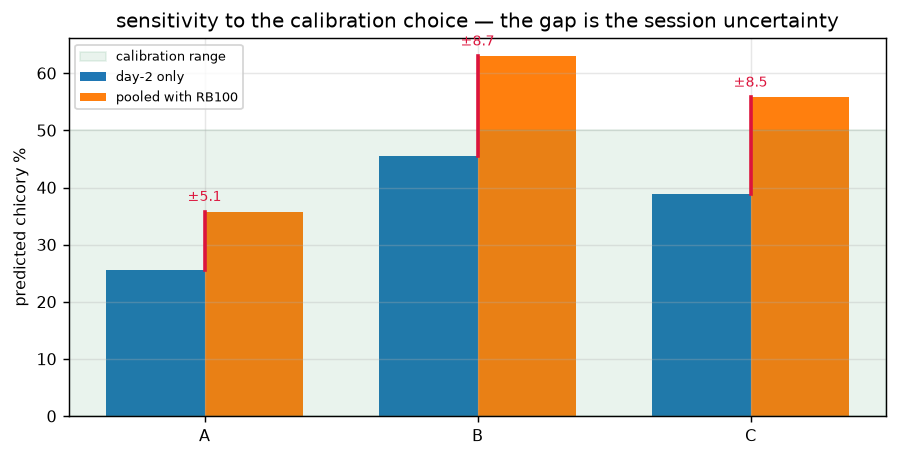 sensitivity to the calibration choice — the gap is the session uncertainty
calibration range
day-2 only
pooled with RB100
±5.1
±8.7
±8.5
predicted chicory %
60
50
40
30
20
10
0
A
B
C